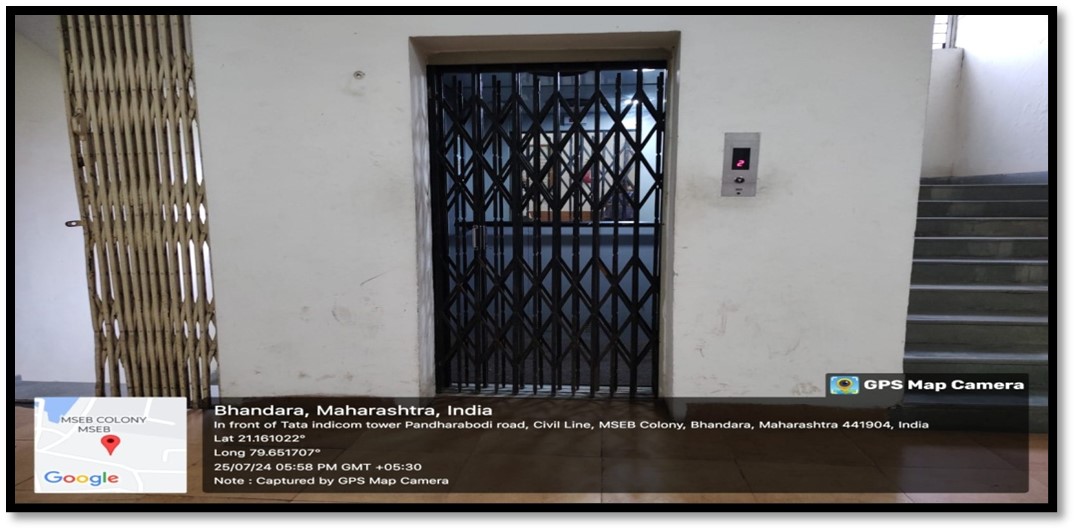 2
GPS Map Camera
MSEB COLONY
MSEB
Google
Bhandara, Maharashtra, India
In front of Tata indicom tower Pandharabodi road, Civil Line, MSEB Colony, Bhandara, Maharashtra 441904, India
Lat 21.161022°
Long 79.651707°
25/07/24 05:58 PM GMT +05:30
Note : Captured by GPS Map Camera